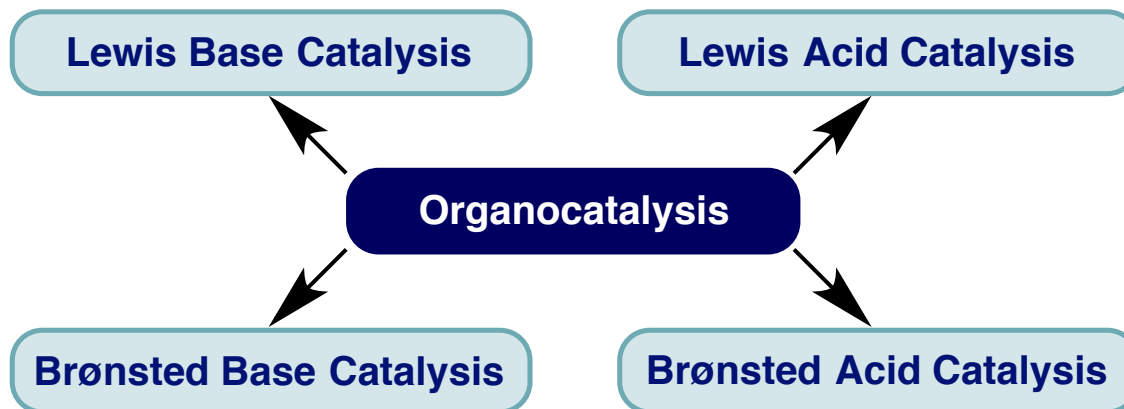 Lewis Base Catalysis
Lewis Acid Catalysis
Organocatalysis
Brønsted Base Catalysis
Brønsted Acid Catalysis